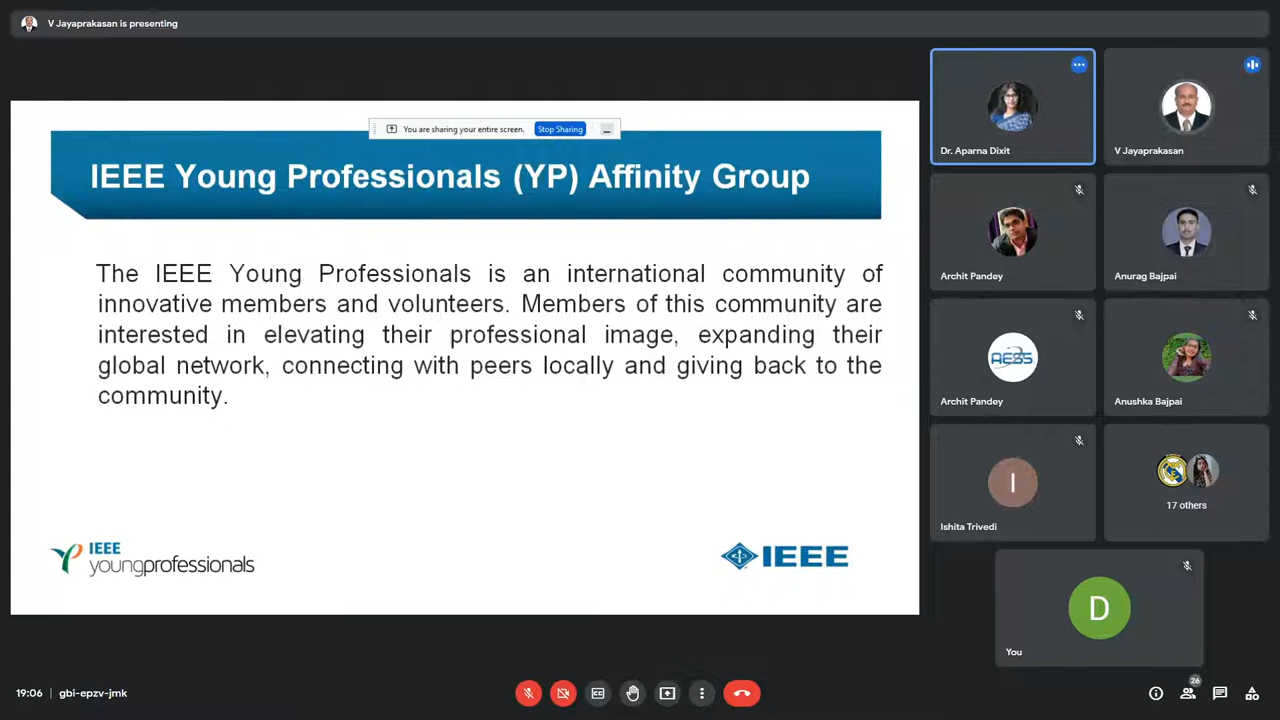 V Jayaprakasan is presenting
You are sharing your entire screen. Stop Sharing
IEEE Young Professionals (YP) Affinity Group
The IEEE Young Professionals is an international community of
innovative members and volunteers. Members of this community are
interested in elevating their professional image, expanding their
global network, connecting with peers locally and giving back to the
community.
IEEE
youngprofessionals
IEEE
Dr. Aparna Dixit
V Jayaprakasan
Archit Pandey
Anurag Bajpai
AESS
Archit Pandey
Anushka Bajpai
I
Ishita Trivedi
17 others
D
You
19:06 | gbi-epzv-jmk
26